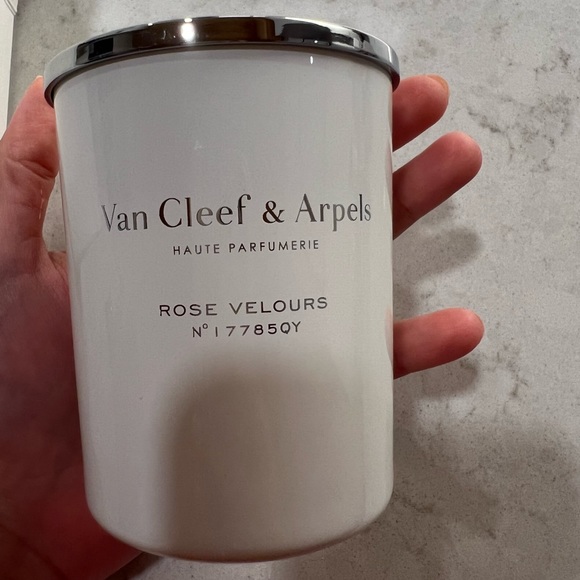 Van Cleef & Arpels
HAUTE PARFUMERIE
ROSE VELOURS
N° 17785QY